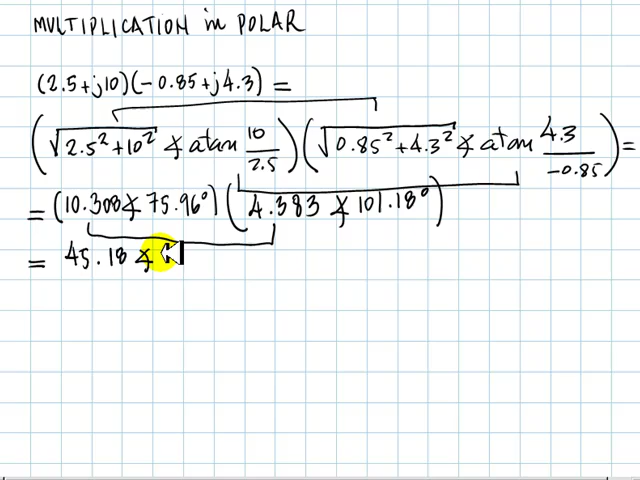 MULTIPLICATION in POLAR
(2.5+j10)(-0.85+j4.3)=
(√2.5²+10² ∡ atan 10/2.5)(√0.85²+4.3² ∡ atan 4.3/-0.85)=
=(10.308∡75.96°)(4.383∡101.18°)
= 45.18∡